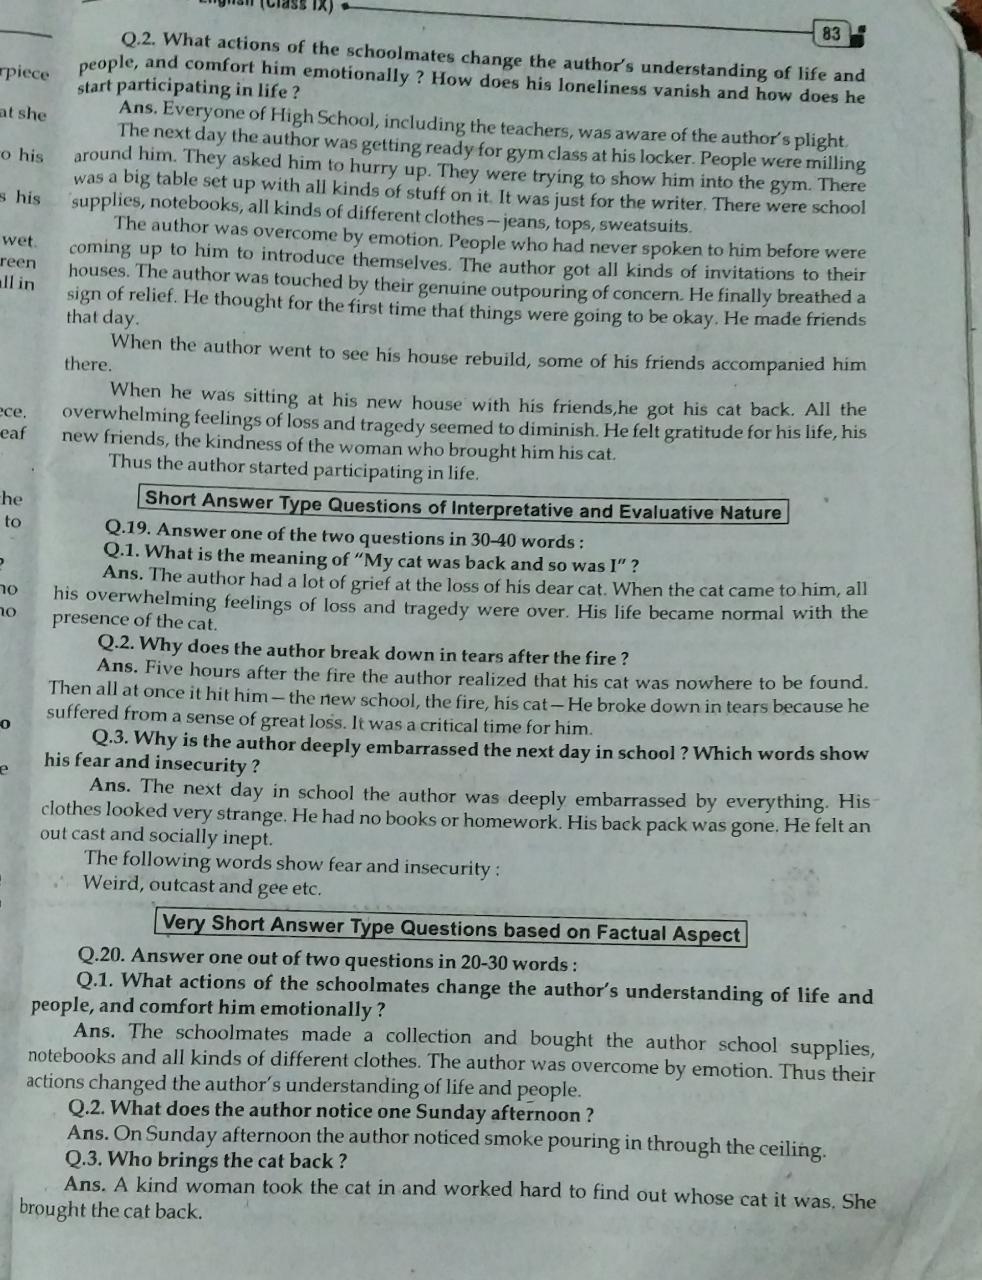 English (Class IX)
83
Q.2. What actions of the schoolmates change the author's understanding of life and
people, and comfort him emotionally ? How does his loneliness vanish and how does he
start participating in life ?
Ans. Everyone of High School, including the teachers, was aware of the author's plight.
The next day the author was getting ready for gym class at his locker. People were milling
around him. They asked him to hurry up. They were trying to show him into the gym. There
was a big table set up with all kinds of stuff on it. It was just for the writer. There were school
supplies, notebooks, all kinds of different clothes—jeans, tops, sweatsuits.
The author was overcome by emotion. People who had never spoken to him before were
coming up to him to introduce themselves. The author got all kinds of invitations to their
houses. The author was touched by their genuine outpouring of concern. He finally breathed a
sign of relief. He thought for the first time that things were going to be okay. He made friends
that day.
When the author went to see his house rebuild, some of his friends accompanied him
there.
When he was sitting at his new house with his friends,he got his cat back. All the
overwhelming feelings of loss and tragedy seemed to diminish. He felt gratitude for his life, his
new friends, the kindness of the woman who brought him his cat.
Thus the author started participating in life.
Short Answer Type Questions of Interpretative and Evaluative Nature
Q.19. Answer one of the two questions in 30-40 words :
Q.1. What is the meaning of "My cat was back and so was I" ?
Ans. The author had a lot of grief at the loss of his dear cat. When the cat came to him, all
his overwhelming feelings of loss and tragedy were over. His life became normal with the
presence of the cat.
Q.2. Why does the author break down in tears after the fire ?
Ans. Five hours after the fire the author realized that his cat was nowhere to be found.
Then all at once it hit him—the new school, the fire, his cat—He broke down in tears because he
suffered from a sense of great loss. It was a critical time for him.
Q.3. Why is the author deeply embarrassed the next day in school ? Which words show
his fear and insecurity ?
Ans. The next day in school the author was deeply embarrassed by everything. His
clothes looked very strange. He had no books or homework. His back pack was gone. He felt an
out cast and socially inept.
The following words show fear and insecurity :
Weird, outcast and gee etc.
Very Short Answer Type Questions based on Factual Aspect
Q.20. Answer one out of two questions in 20-30 words :
Q.1. What actions of the schoolmates change the author's understanding of life and
people, and comfort him emotionally ?
Ans. The schoolmates made a collection and bought the author school supplies,
notebooks and all kinds of different clothes. The author was overcome by emotion. Thus their
actions changed the author's understanding of life and people.
Q.2. What does the author notice one Sunday afternoon ?
Ans. On Sunday afternoon the author noticed smoke pouring in through the ceiling.
Q.3. Who brings the cat back ?
Ans. A kind woman took the cat in and worked hard to find out whose cat it was. She
brought the cat back.